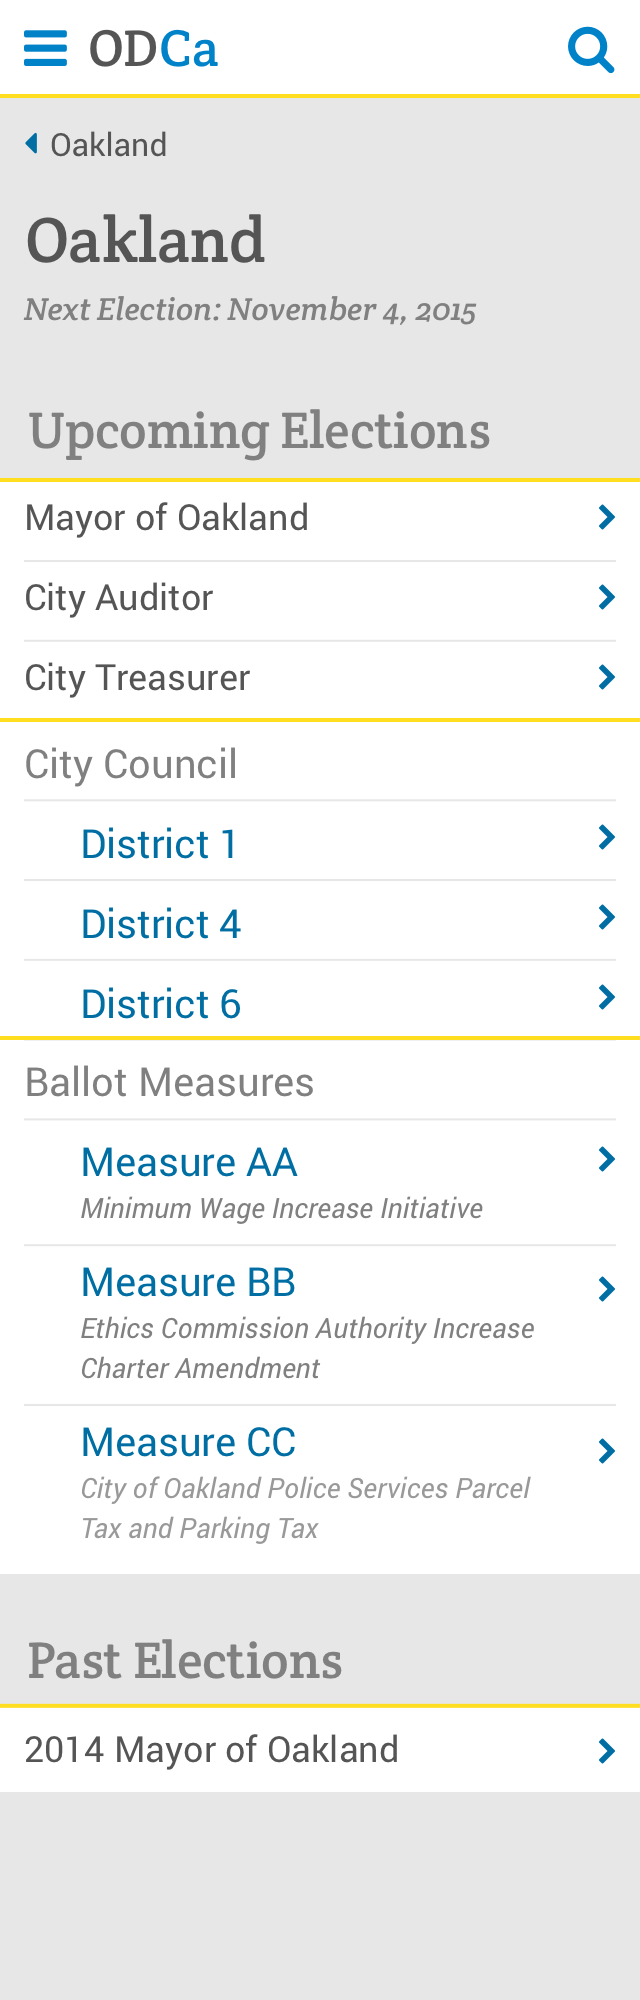 ODCa
Oakland
Oakland
Next Election: November 4, 2015
Upcoming Elections
Mayor of Oakland
City Auditor
City Treasurer
City Council
District 1
District 4
District 6
Ballot Measures
Measure AA
Minimum Wage Increase Initiative
Measure BB
Ethics Commission Authority Increase
Charter Amendment
Measure CC
City of Oakland Police Services Parcel
Tax and Parking Tax
Past Elections
2014 Mayor of Oakland